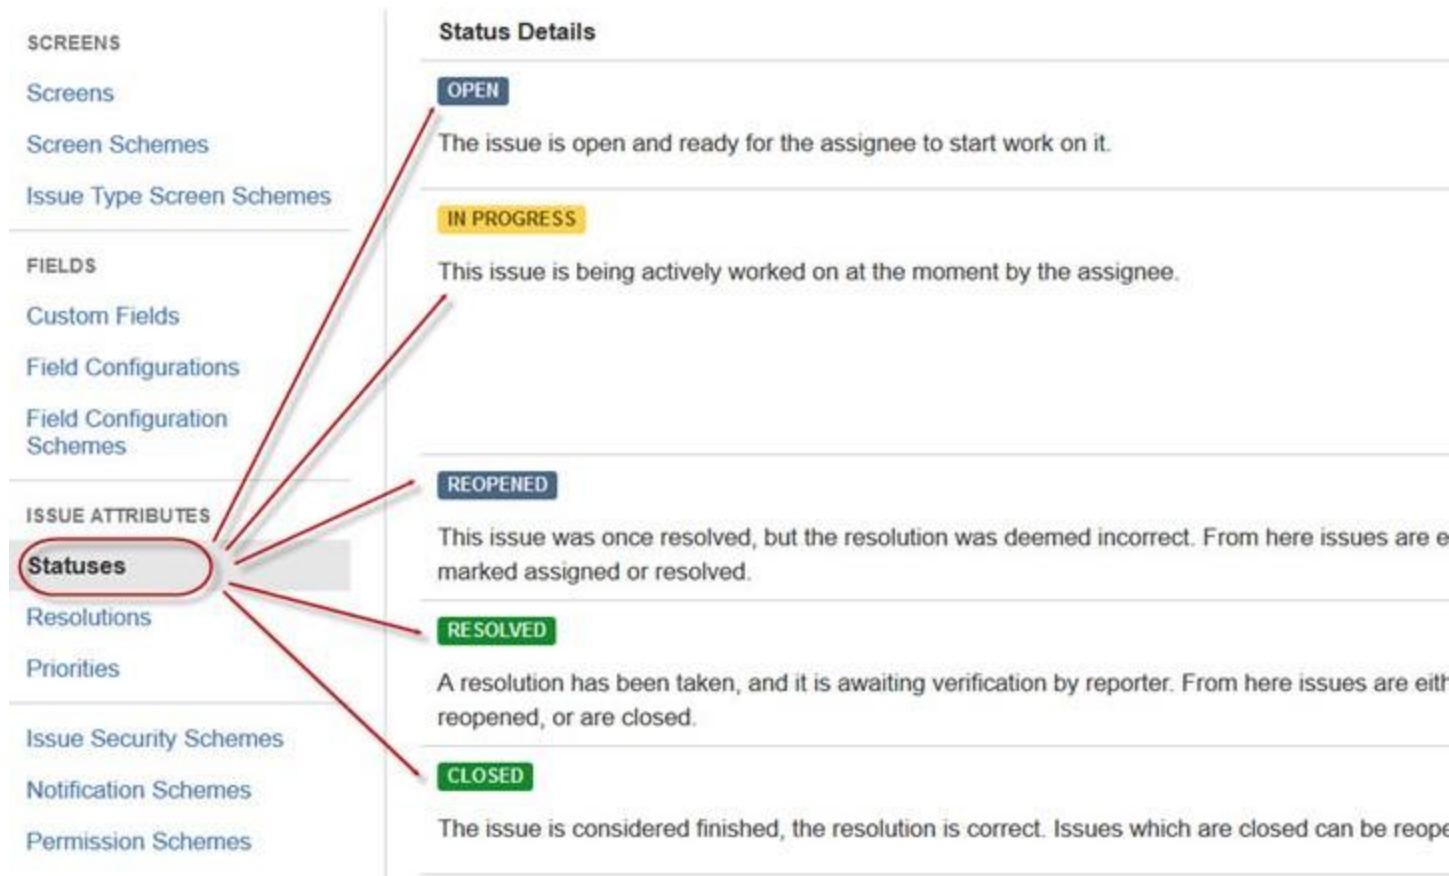 SCREENS
Screens
Screen Schemes
Issue Type Screen Schemes
FIELDS
Custom Fields
Field Configurations
Field Configuration
Schemes
ISSUE ATTRIBUTES
Statuses
Resolutions
Priorities
Issue Security Schemes
Notification Schemes
Permission Schemes
Status Details
OPEN
The issue is open and ready for the assignee to start work on it.
IN PROGRESS
This issue is being actively worked on at the moment by the assignee.
REOPENED
This issue was once resolved, but the resolution was deemed incorrect. From here issues are
marked assigned or resolved.
RESOLVED
A resolution has been taken, and it is awaiting verification by reporter. From here issues are
reopened, or are closed.
CLOSED
The issue is considered finished, the resolution is correct. Issues which are closed can be